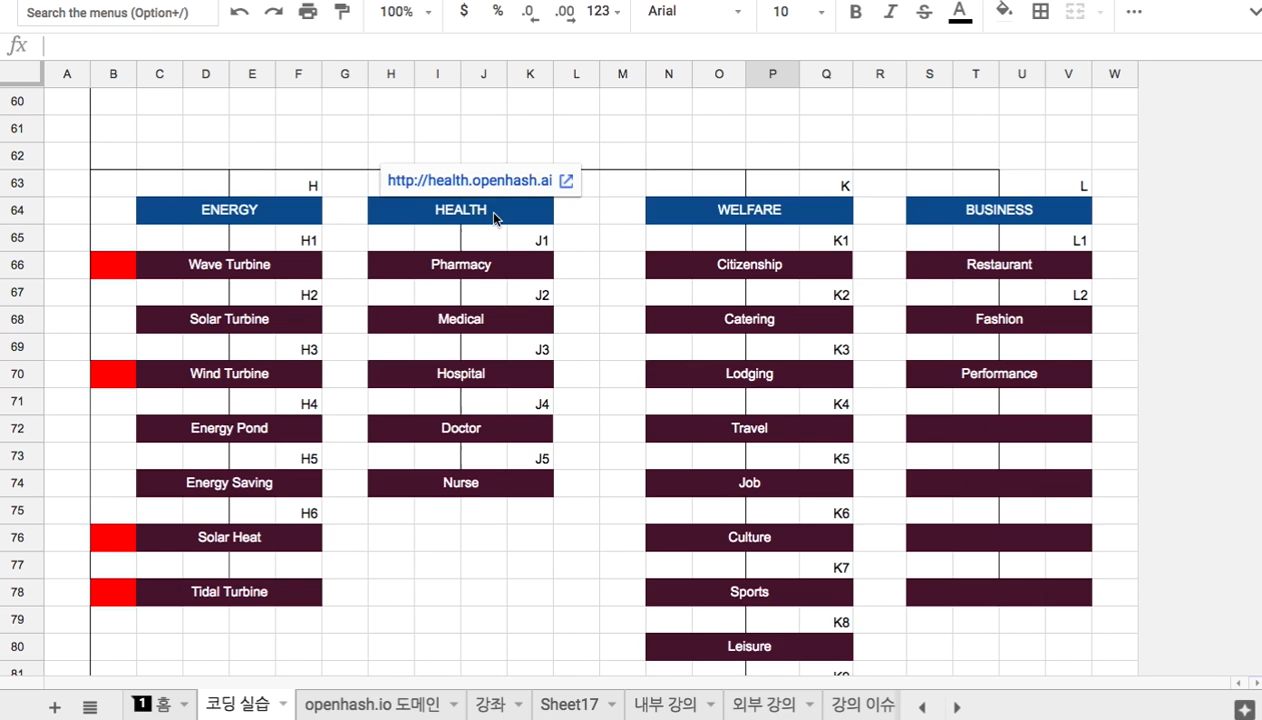 Search the menus (Option+/)
100% $ % .0 .00 123 Arial 10 B I S A
fx
A B C D E F G H I J K L M N O P Q R S T U V W
60
61
62
http://health.openhash.ai
63 H K L
64 ENERGY HEALTH WELFARE BUSINESS
65 H1 J1 K1 L1
66 Wave Turbine Pharmacy Citizenship Restaurant
67 H2 J2 K2 L2
68 Solar Turbine Medical Catering Fashion
69 H3 J3 K3
70 Wind Turbine Hospital Lodging Performance
71 H4 J4 K4
72 Energy Pond Doctor Travel
73 H5 J5 K5
74 Energy Saving Nurse Job
75 H6 K6
76 Solar Heat Culture
77 K7
78 Tidal Turbine Sports
79 K8
80 Leisure
81 K9
1 홈 코딩 실습 openhash.io 도메인 강좌 Sheet17 내부 강의 외부 강의 강의 이슈